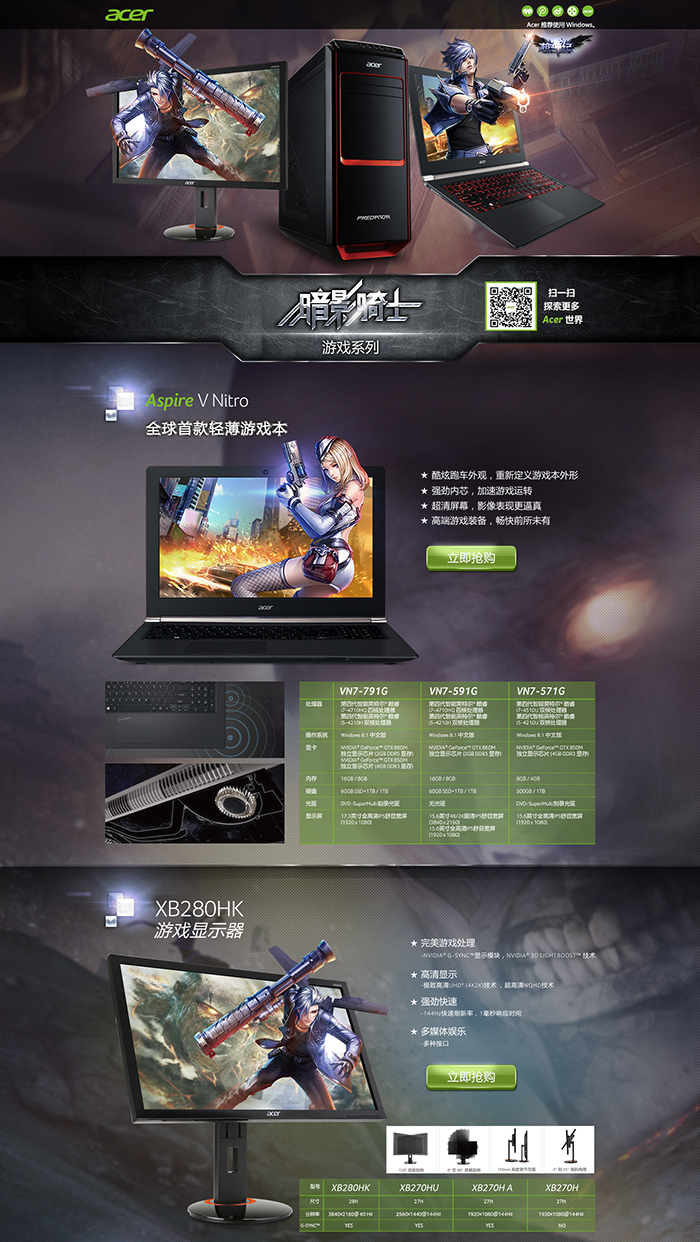 acer
Acer 推荐使用 Windows。
acer
acer
PREDATOR
acer
暗影骑士
游戏系列
扫一扫
探索更多
Acer 世界
Aspire V Nitro
全球首款轻薄游戏本
★ 酷炫跑车外观，重新定义游戏本外形
★ 强劲内芯，加速游戏运转
★ 超清屏幕，影像表现更逼真
★ 高端游戏装备，畅快前所未有
立即抢购
acer
VN7-791G VN7-591G VN7-571G
处理器 第四代智能英特尔® 酷睿 第四代智能英特尔® 酷睿 第四代智能英特尔® 酷睿
i7-4710HQ 四核处理器 i7-4710HQ 四核处理器 i7-4510U 双核处理器
第四代智能英特尔® 酷睿 第四代智能英特尔® 酷睿 第四代智能英特尔® 酷睿
i5-4210H 双核处理器 i5-4210H 双核处理器 i5-4210U 双核处理器
操作系统 Windows 8.1 中文版 Windows 8.1 中文版 Windows 8.1 中文版
显卡 NVIDIA® GeForce™ GTX 860M NVIDIA® GeForce™ GTX 860M NVIDIA® GeForce™ GTX 850M
独立显示芯片 (2GB DDR5 显存) 独立显示芯片 (2GB DDR5 显存) 独立显示芯片 (4GB DDR3 显存)
NVIDIA® GeForce™ GTX 850M
独立显示芯片 (4GB DDR3 显存)
内存 16GB / 8GB 16GB / 8GB 8GB / 4GB
硬盘 60GB SSD+1TB / 1TB 60GB SSD+1TB / 1TB 500GB / 1TB
光驱 DVD-SuperMulti刻录光驱 无光驱 DVD-SuperMulti刻录光驱
显示屏 17.3英寸全高清IPS舒目宽屏 15.6英寸4K/2K超清IPS舒目宽屏 15.6英寸全高清IPS舒目宽屏
(1920 x 1080) (3840 x 2160) (1920 x 1080)
15.6英寸全高清IPS舒目宽屏
(1920 x 1080)
XB280HK
游戏显示器
★ 完美游戏处理
-NVIDIA® G-SYNC™显示模块，NVIDIA® 3D LIGHTBOOST™ 技术
★ 高清显示
-极致高清UHD® (4K2K)技术，超高清WQHD技术
★ 强劲快速
-144Hz快速刷新率，1毫秒响应时间
★ 多媒体娱乐
-多种接口
立即抢购
acer
型号 XB280HK XB270HU XB270H A XB270H
尺寸 28H 27H 27H 27H
分辨率 3840×2160@ 60 Hz 2560×1440@144Hz 1920×1080@144Hz 1920×1080@144Hz
G-SYNC™ YES YES YES NO